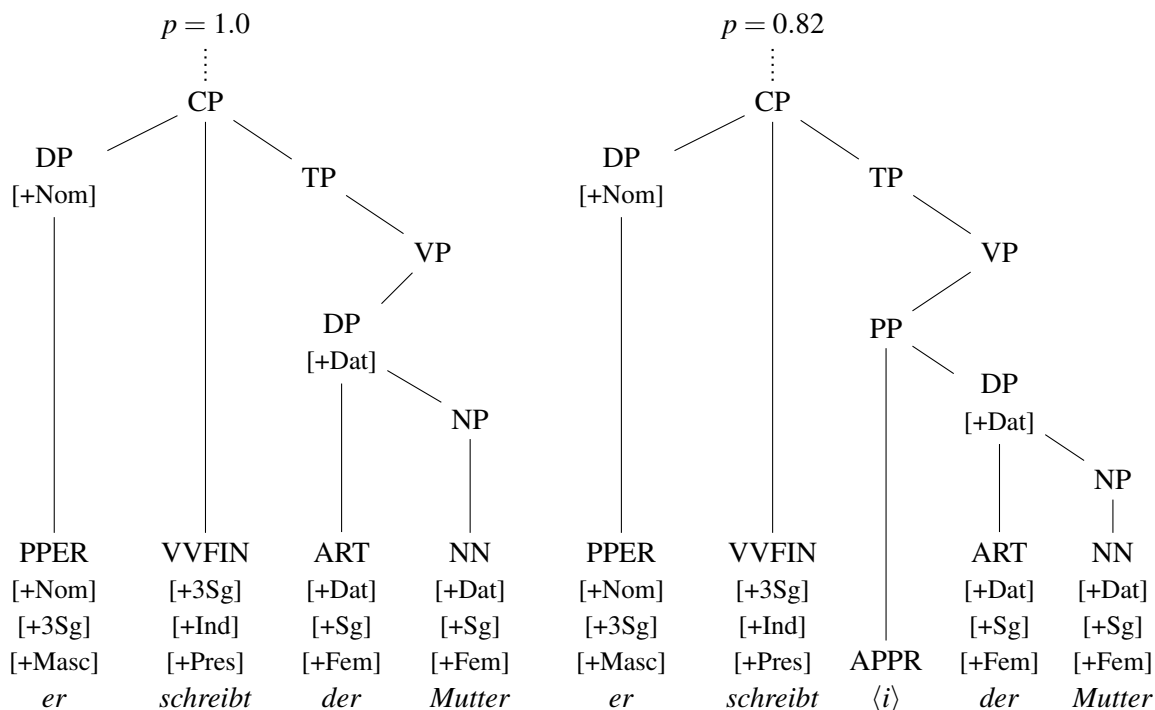 p = 1.0 p = 0.82
CP CP
DP DP
TP TP
[+Nom] [+Nom]
VP VP
DP PP
[+Dat] DP
NP [+Dat]
NP
PPER VVFIN ART NN PPER VVFIN ART NN
[+Nom] [+3Sg] [+Dat] [+Dat] [+Nom] [+3Sg] [+Dat] [+Dat]
[+3Sg] [+Ind] [+Sg] [+Sg] [+3Sg] [+Ind] [+Sg] [+Sg]
[+Masc] [+Pres] [+Fem] [+Fem] [+Masc] [+Pres] APPR [+Fem] [+Fem]
er schreibt der Mutter er schreibt ⟨i⟩ der Mutter